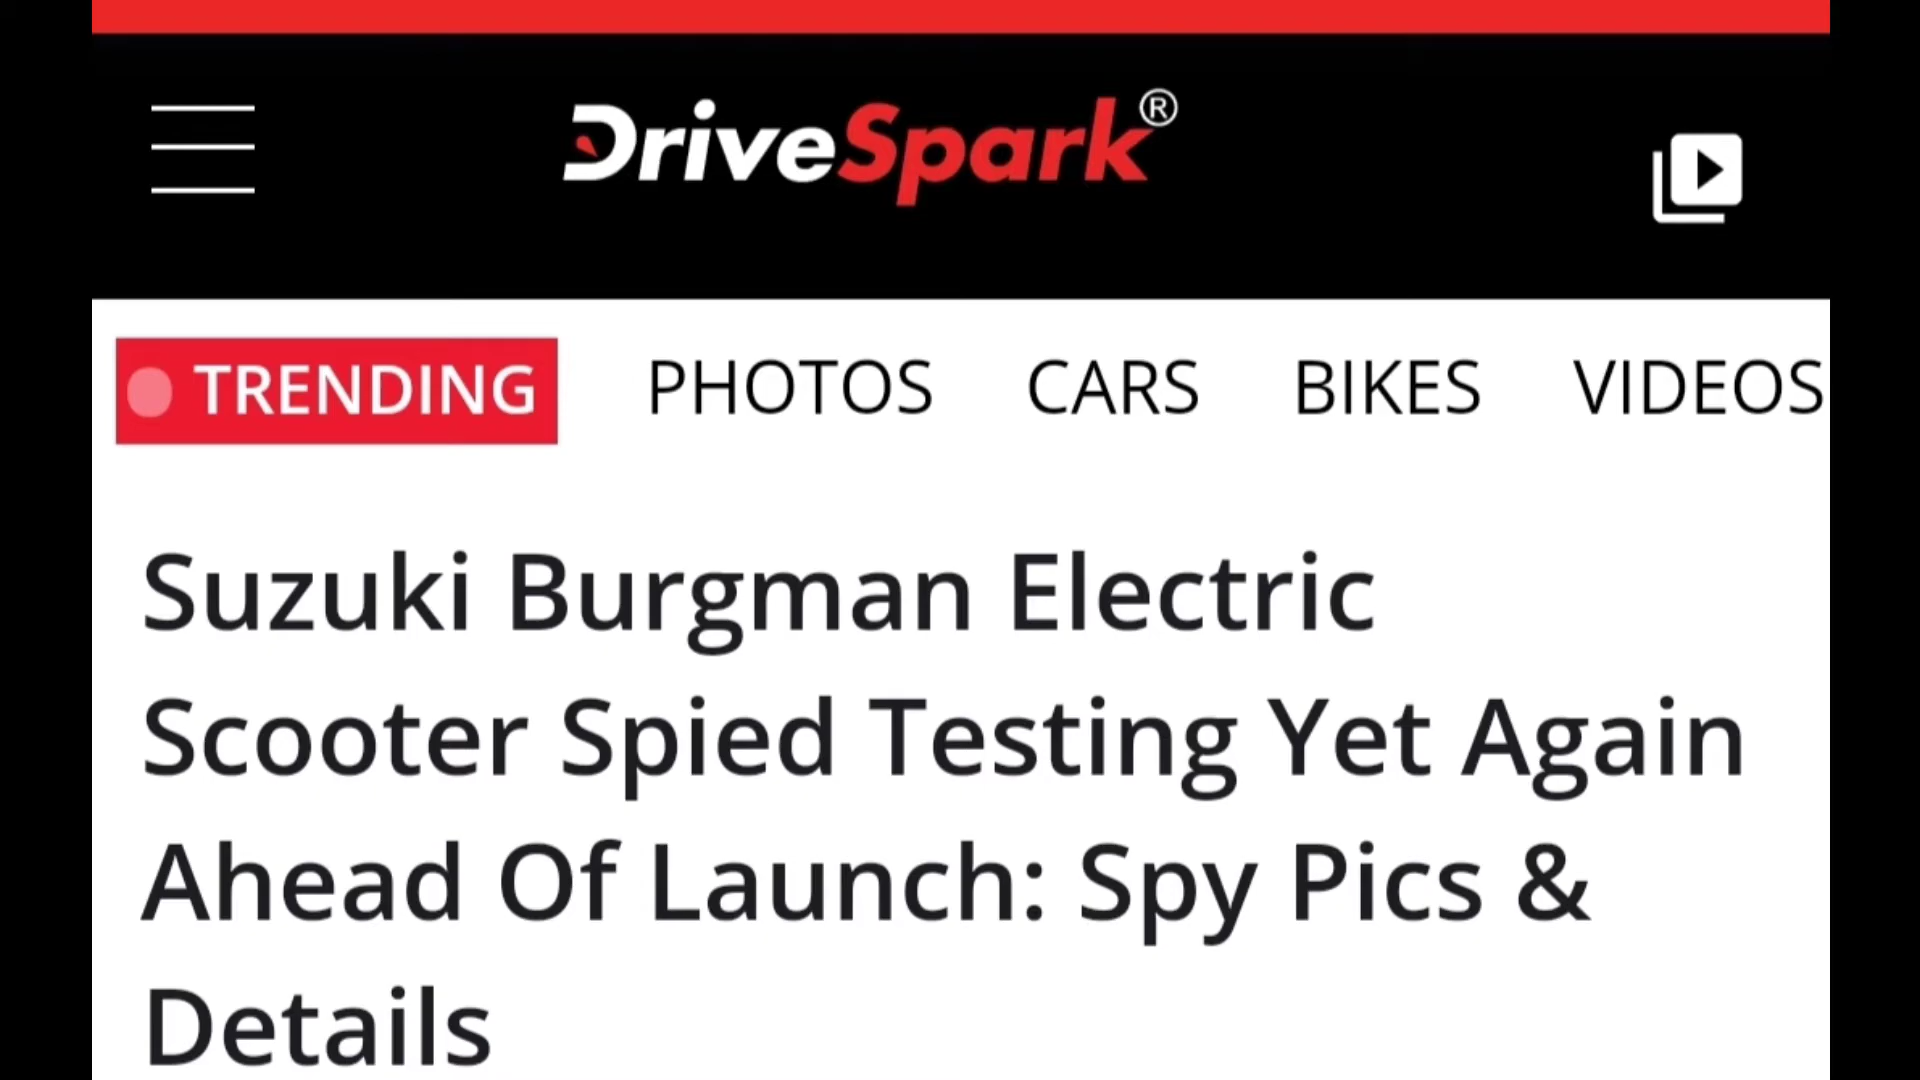 DriveSpark®
TRENDING PHOTOS CARS BIKES VIDEOS
Suzuki Burgman Electric
Scooter Spied Testing Yet Again
Ahead Of Launch: Spy Pics &
Details